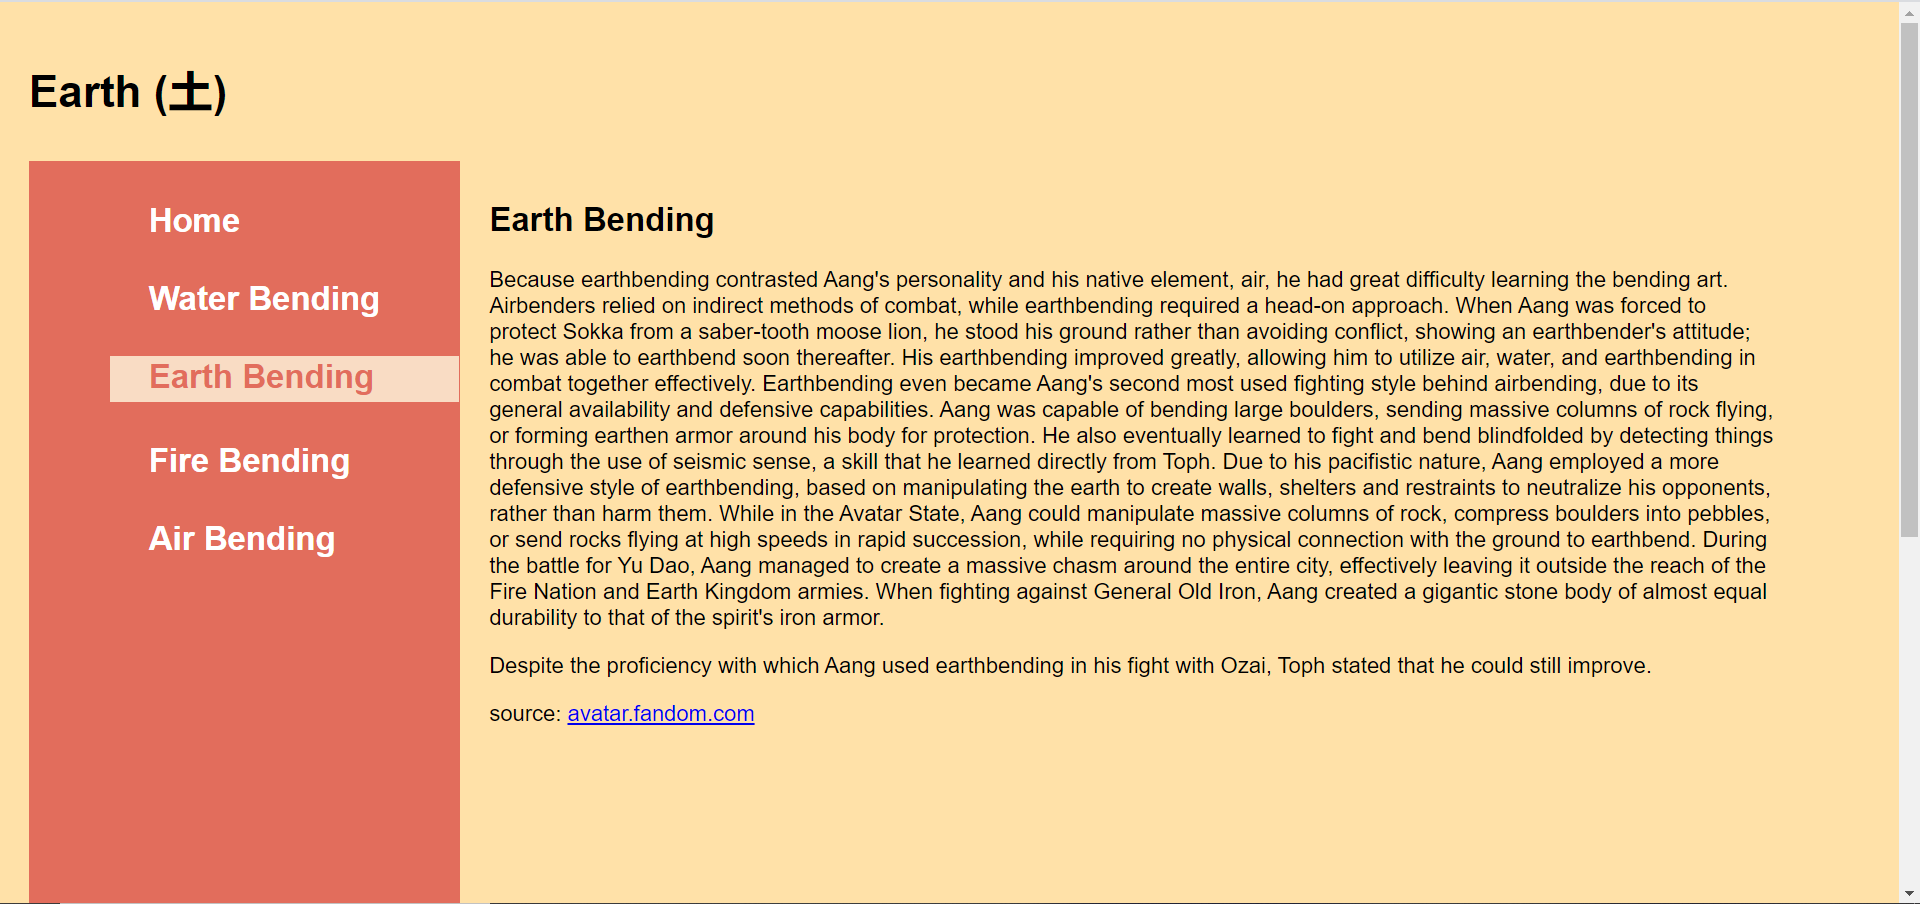 Earth (土)
Home
Water Bending
Earth Bending
Fire Bending
Air Bending
Earth Bending
Because earthbending contrasted Aang's personality and his native element, air, he had great difficulty learning the bending art.
Airbenders relied on indirect methods of combat, while earthbending required a head-on approach. When Aang was forced to
protect Sokka from a saber-tooth moose lion, he stood his ground rather than avoiding conflict, showing an earthbender's attitude;
he was able to earthbend soon thereafter. His earthbending improved greatly, allowing him to utilize air, water, and earthbending in
combat together effectively. Earthbending even became Aang's second most used fighting style behind airbending, due to its
general availability and defensive capabilities. Aang was capable of bending large boulders, sending massive columns of rock flying,
or forming earthen armor around his body for protection. He also eventually learned to fight and bend blindfolded by detecting things
through the use of seismic sense, a skill that he learned directly from Toph. Due to his pacifistic nature, Aang employed a more
defensive style of earthbending, based on manipulating the earth to create walls, shelters and restraints to neutralize his opponents,
rather than harm them. While in the Avatar State, Aang could manipulate massive columns of rock, compress boulders into pebbles,
or send rocks flying at high speeds in rapid succession, while requiring no physical connection with the ground to earthbend. During
the battle for Yu Dao, Aang managed to create a massive chasm around the entire city, effectively leaving it outside the reach of the
Fire Nation and Earth Kingdom armies. When fighting against General Old Iron, Aang created a gigantic stone body of almost equal
durability to that of the spirit's iron armor.
Despite the proficiency with which Aang used earthbending in his fight with Ozai, Toph stated that he could still improve.
source: avatar.fandom.com